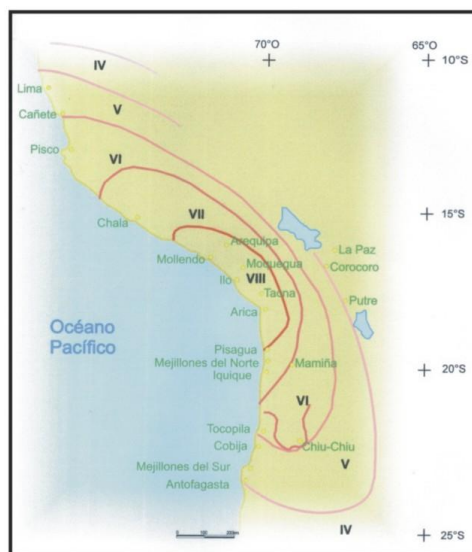 70°O
65°O
10°S
IV
Lima
V
Cañete
VI
Pisco
15°S
VII
Chala
Arequipa
La Paz
Mollendo
Moquegua
Corocoro
Ilo
VIII
Tacna
Putre
Arica
Océano
Pacífico
Pisagua
20°S
Mejillones del Norte
Mamiña
Iquique
VI
Tocopila
Chiu-Chiu
Cobija
V
Mejillones del Sur
Antofagasta
IV
25°S